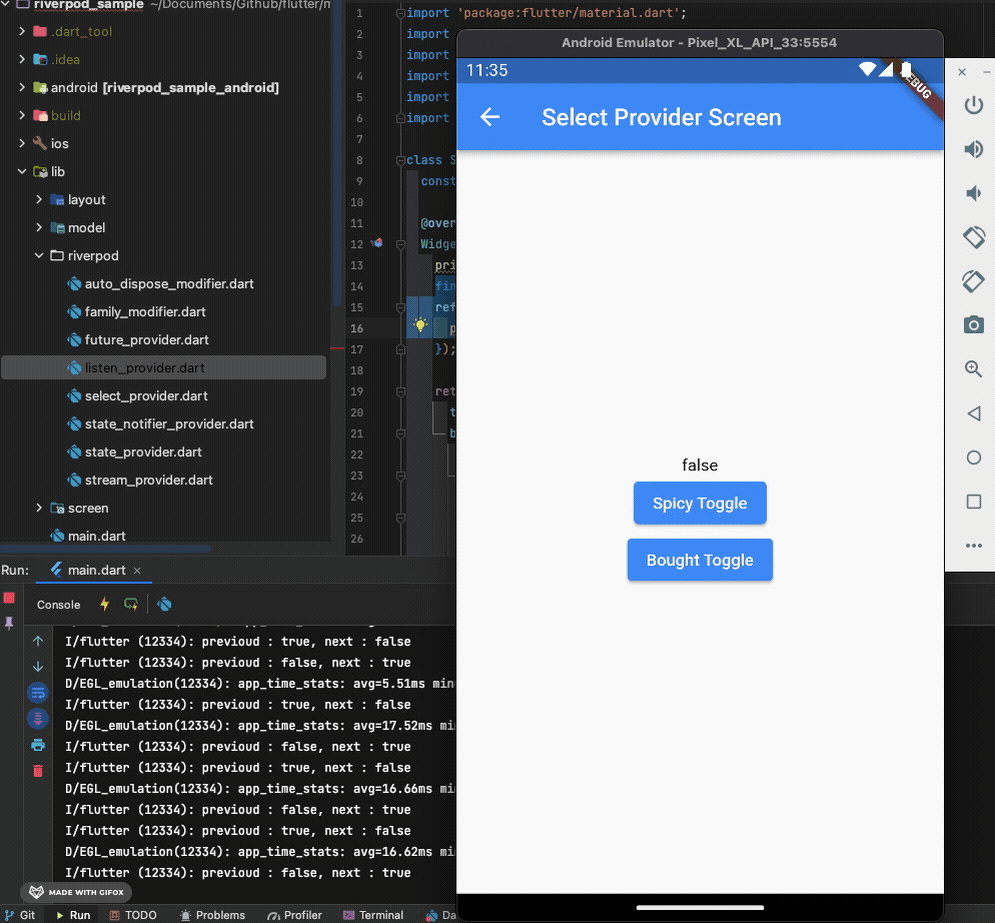 riverpod_sample ~/Documents/Github/flutter/m
.dart_tool
.idea
android [riverpod_sample_android]
build
ios
lib
layout
model
riverpod
auto_dispose_modifier.dart
family_modifier.dart
future_provider.dart
listen_provider.dart
select_provider.dart
state_notifier_provider.dart
state_provider.dart
stream_provider.dart
screen
main.dart
1 import 'package:flutter/material.dart';
2 import
3 import
4 import
5 import
6 import
7
8 class S
9 const
10
11 @over
12 Widge
13 pri
14 fin
15 ref
16 p
17 });
18
19 ret
20 t
21 b
22
23
24
25
26
Android Emulator - Pixel_XL_API_33:5554
11:35
DEBUG
Select Provider Screen
false
Spicy Toggle
Bought Toggle
Run: main.dart
Console
I/flutter (12334): previoud : true, next : false
I/flutter (12334): previoud : false, next : true
D/EGL_emulation(12334): app_time_stats: avg=5.51ms min=
I/flutter (12334): previoud : true, next : false
D/EGL_emulation(12334): app_time_stats: avg=17.52ms mi
I/flutter (12334): previoud : false, next : true
I/flutter (12334): previoud : true, next : false
D/EGL_emulation(12334): app_time_stats: avg=16.66ms mi
I/flutter (12334): previoud : false, next : true
I/flutter (12334): previoud : true, next : false
D/EGL_emulation(12334): app_time_stats: avg=16.62ms mi
I/flutter (12334): previoud : false, next : true
MADE WITH GIFOX
Git Run TODO Problems Profiler Terminal Da